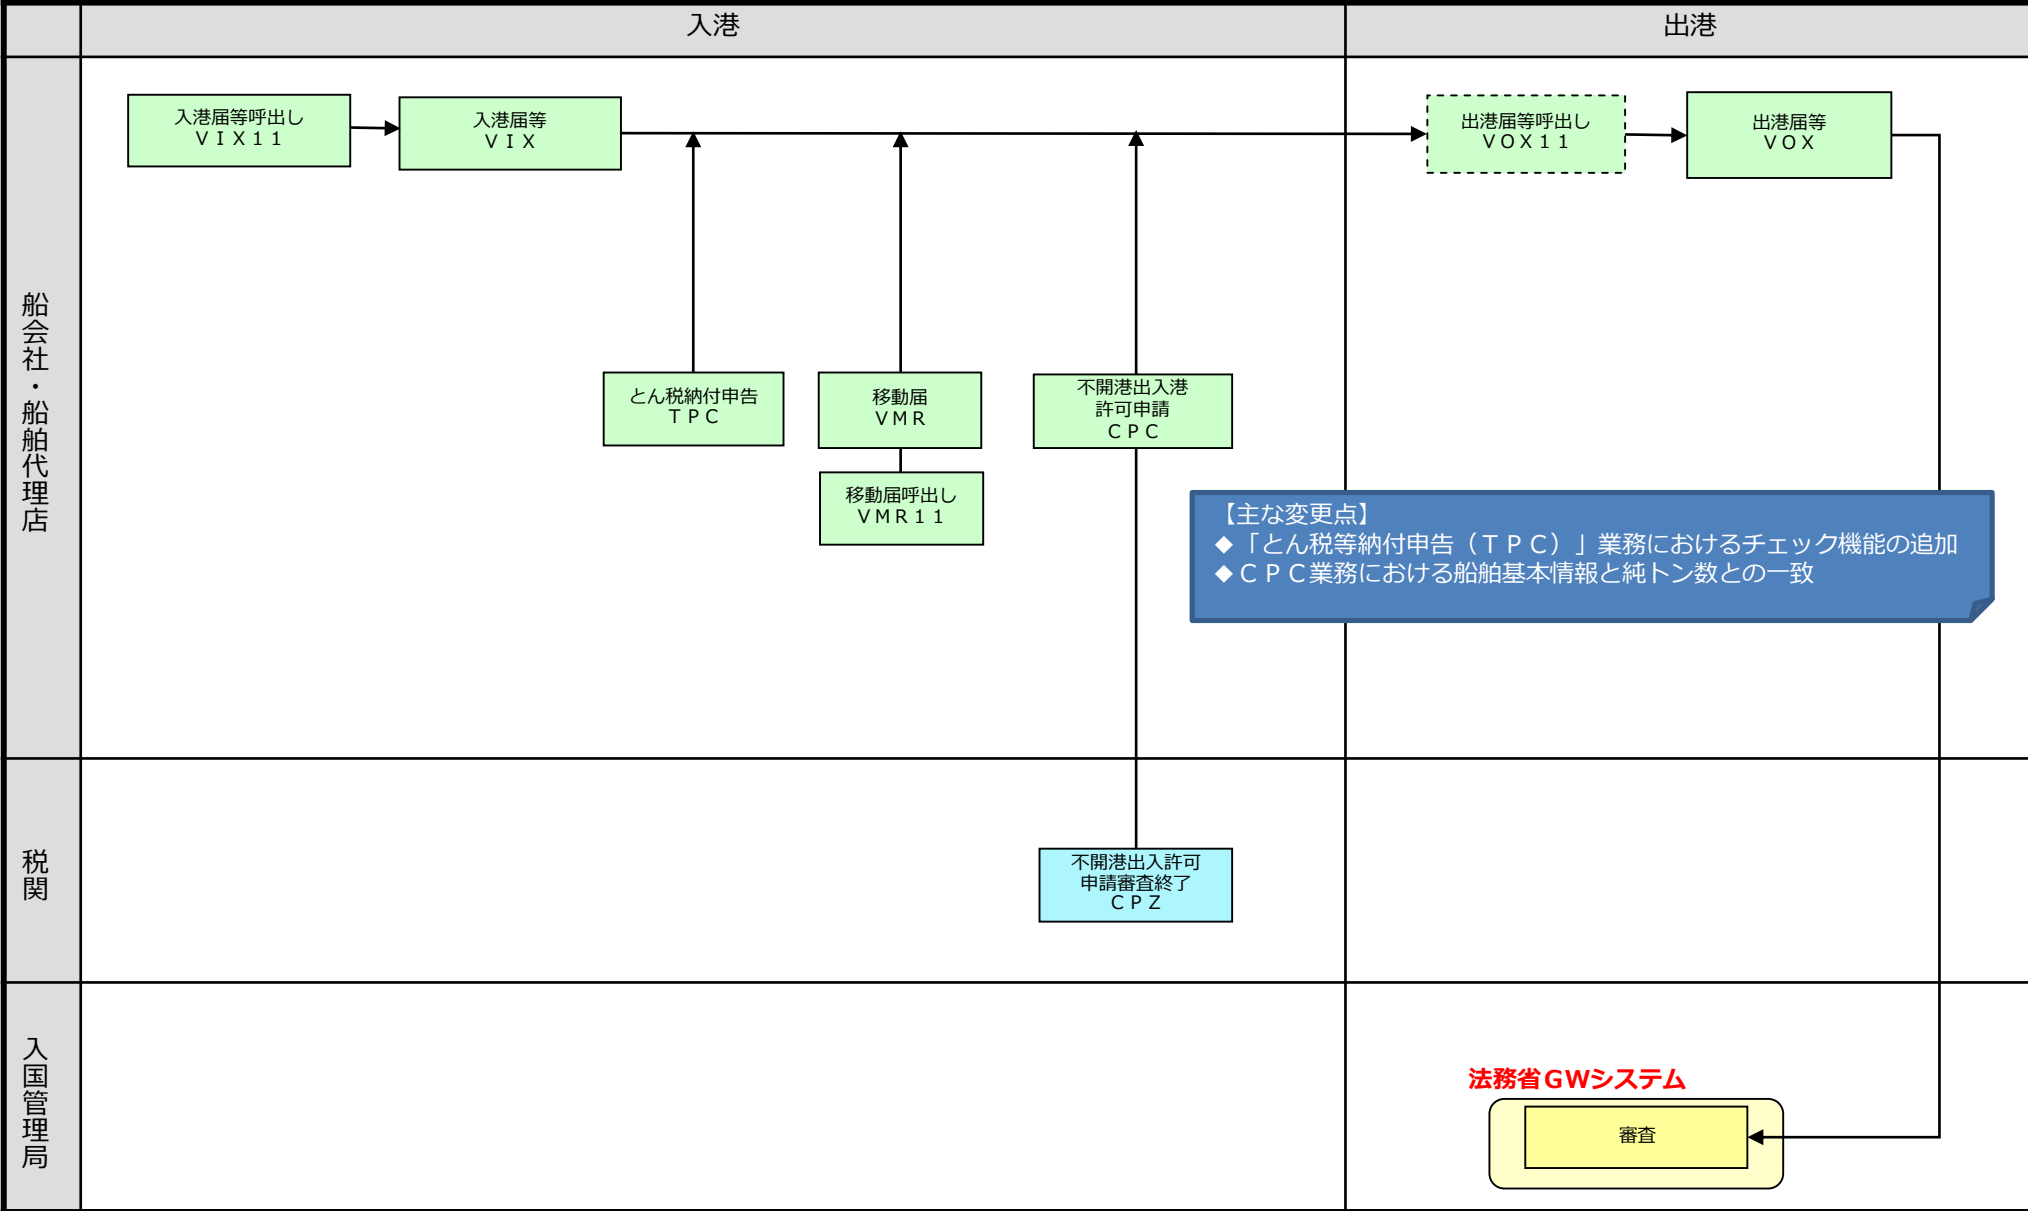 入港
出港
船会社・船舶代理店
入港届等呼出し
ＶＩＸ１１
入港届等
ＶＩＸ
出港届等呼出し
ＶＯＸ１１
出港届等
ＶＯＸ
とん税納付申告
ＴＰＣ
移動届
ＶＭＲ
不開港出入港
許可申請
ＣＰＣ
移動届呼出し
ＶＭＲ１１
【主な変更点】
◆「とん税等納付申告（ＴＰＣ）」業務におけるチェック機能の追加
◆ＣＰＣ業務における船舶基本情報と純トン数との一致
税関
不開港出入許可
申請審査終了
ＣＰＺ
入国管理局
法務省GWシステム
審査